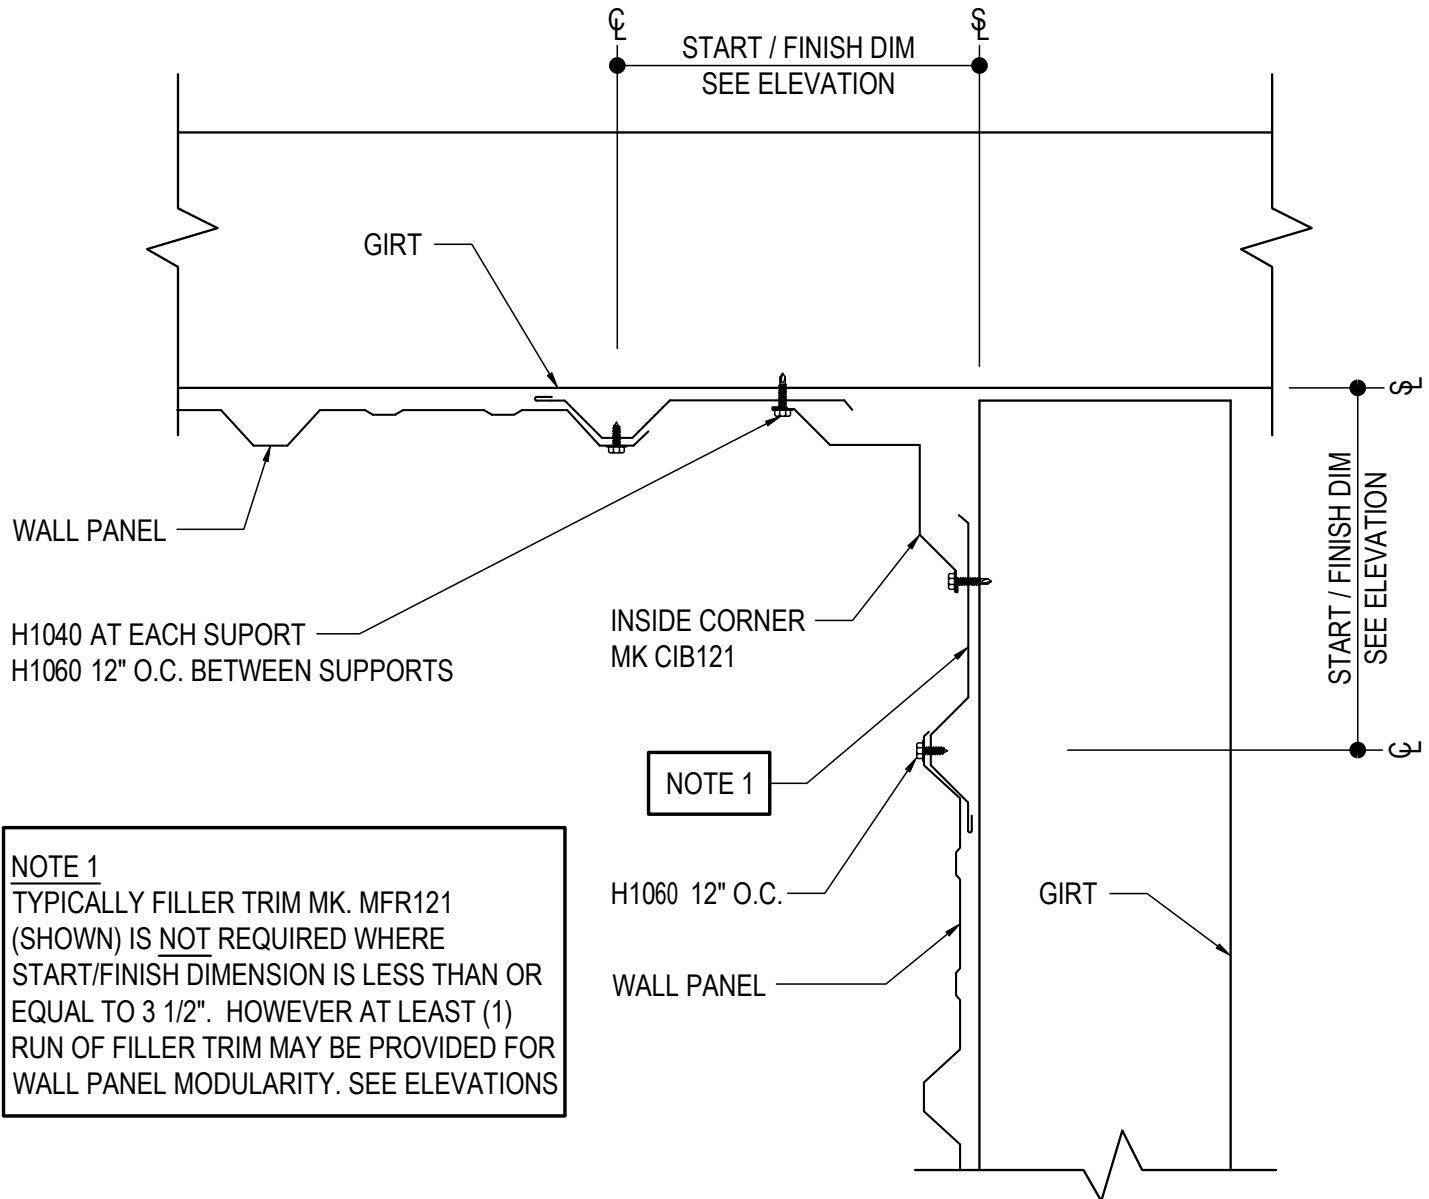 ℄
SL
START / FINISH DIM
SEE ELEVATION
GIRT
WALL PANEL
H1040 AT EACH SUPORT
H1060 12" O.C. BETWEEN SUPPORTS
INSIDE CORNER
MK CIB121
NOTE 1
H1060 12" O.C.
WALL PANEL
GIRT
SL
START / FINISH DIM
SEE ELEVATION
℄
NOTE 1
TYPICALLY FILLER TRIM MK. MFR121
(SHOWN) IS NOT REQUIRED WHERE
START/FINISH DIMENSION IS LESS THAN OR
EQUAL TO 3 1/2". HOWEVER AT LEAST (1)
RUN OF FILLER TRIM MAY BE PROVIDED FOR
WALL PANEL MODULARITY. SEE ELEVATIONS